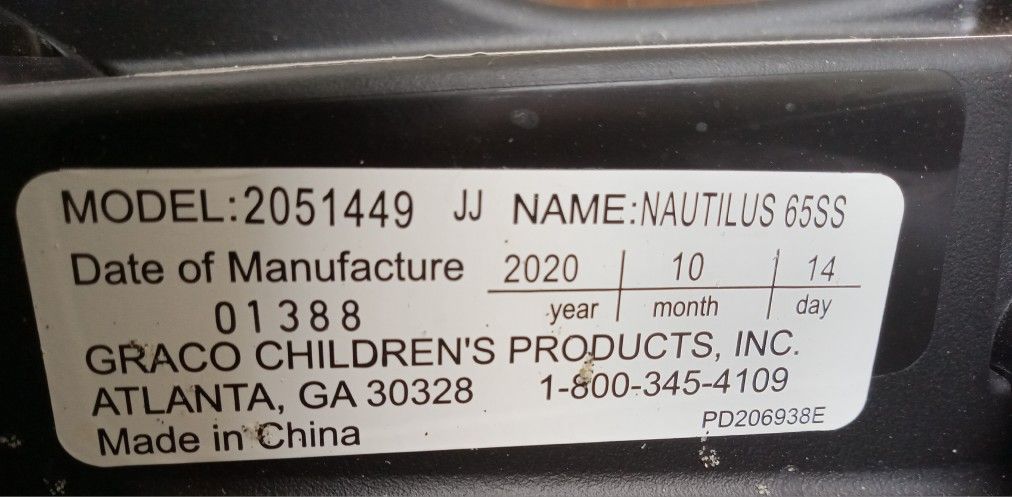 MODEL:2051449 JJ NAME:NAUTILUS 65SS
Date of Manufacture 2020 10 14
01388 year month day
GRACO CHILDREN'S PRODUCTS, INC.
ATLANTA, GA 30328 1-800-345-4109
Made in China PD206938E